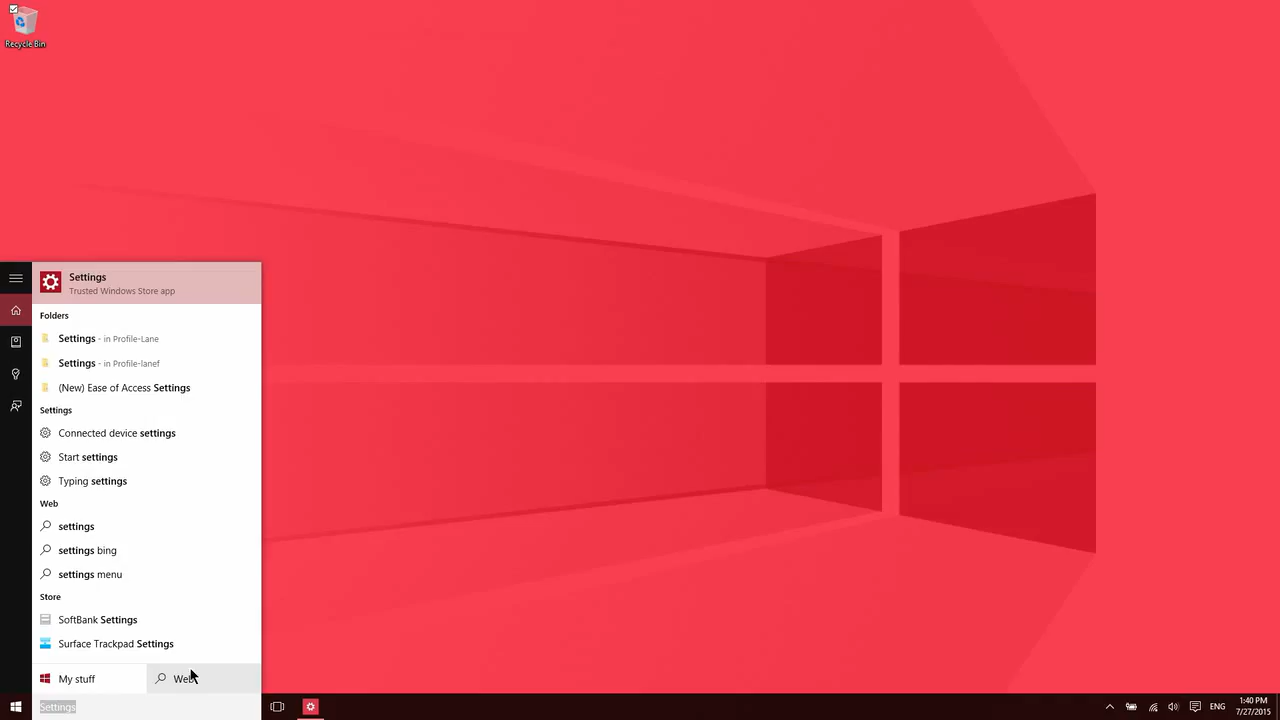 Recycle Bin
Settings
Trusted Windows Store app
Folders
Settings - in Profile-Lane
Settings - in Profile-lanef
(New) Ease of Access Settings
Settings
Connected device settings
Start settings
Typing settings
Web
settings
settings bing
settings menu
Store
SoftBank Settings
Surface Trackpad Settings
My stuff
Web
Settings
ENG
1:40 PM
7/27/2015